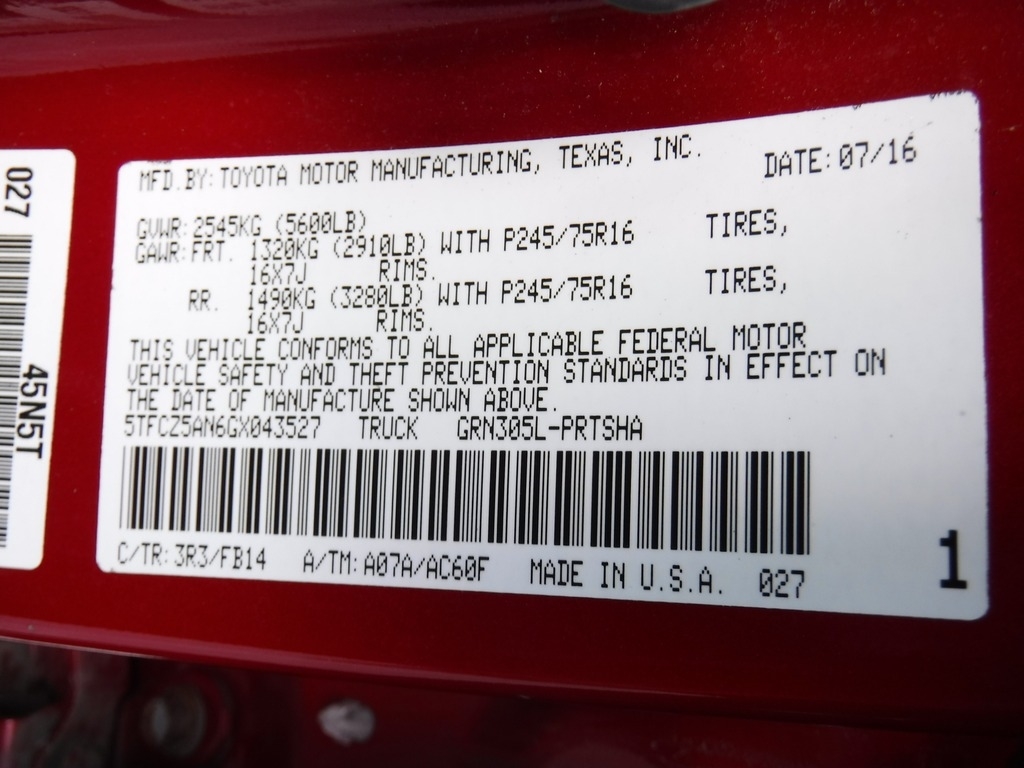 027
45N5T
MFD.BY: TOYOTA MOTOR MANUFACTURING, TEXAS, INC. DATE: 07/16
GVWR: 2545KG (5600LB)
GAWR: FRT. 1320KG (2910LB) WITH P245/75R16 TIRES,
16X7J RIMS.
RR. 1490KG (3280LB) WITH P245/75R16 TIRES,
16X7J RIMS.
THIS VEHICLE CONFORMS TO ALL APPLICABLE FEDERAL MOTOR
VEHICLE SAFETY AND THEFT PREVENTION STANDARDS IN EFFECT ON
THE DATE OF MANUFACTURE SHOWN ABOVE.
5TFCZ5AN6GX043527 TRUCK GRN305L-PRTSHA
C/TR: 3R3/FB14 A/TM: A07A/AC60F MADE IN U.S.A. 027
1